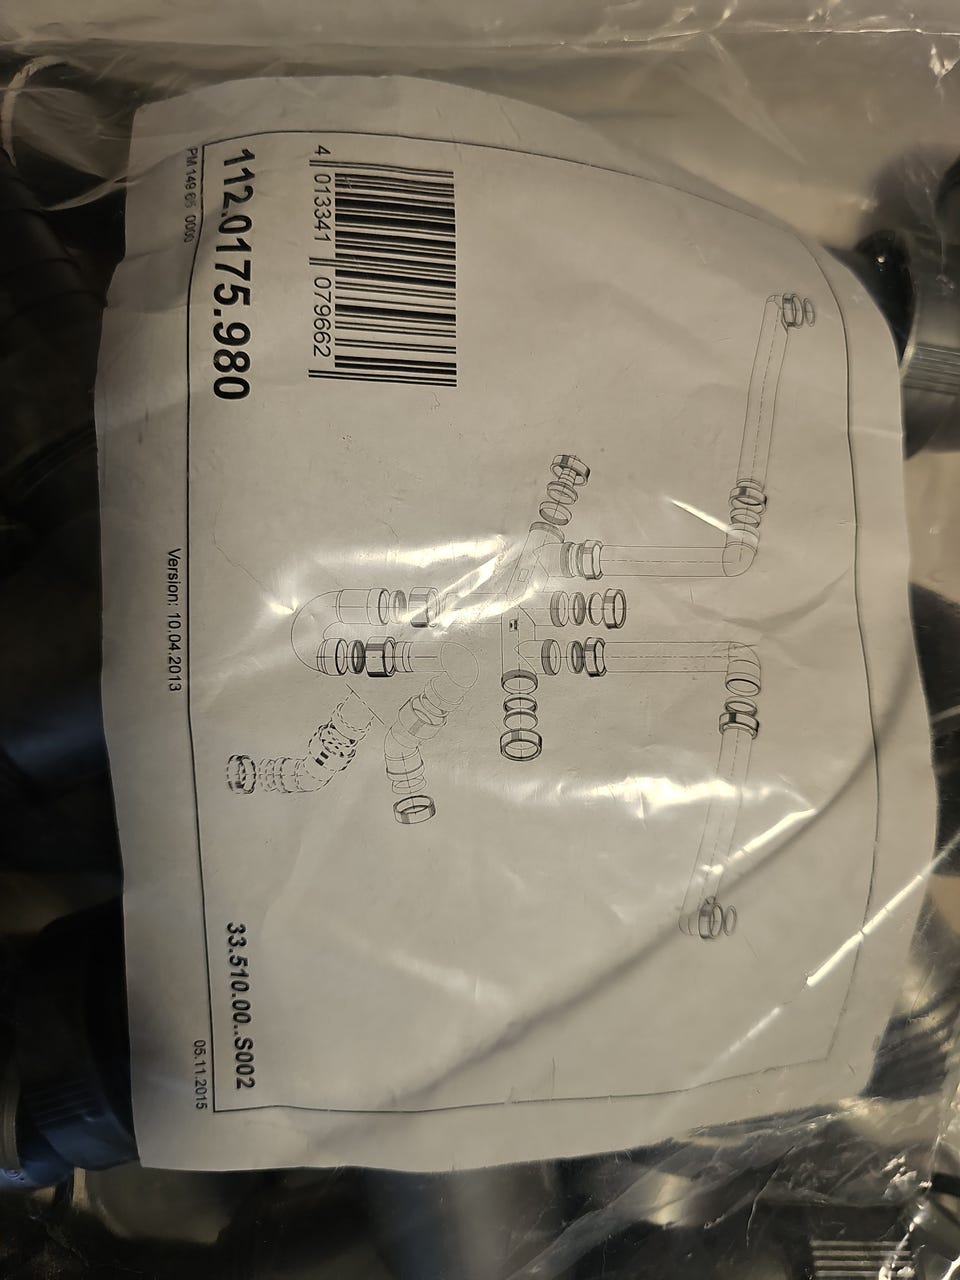 4 013341 079662
112.0175.980
33.510.00..S002
PM 149 66 0000
Version: 10.04.2013
05.11.2015